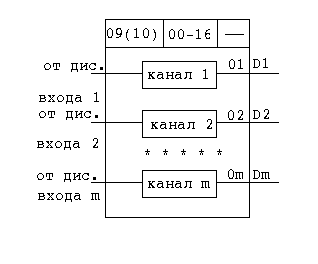 09(10) 00-16 —
от дис. канал 1 01 D1
входа 1
от дис. канал 2 02 D2
входа 2
* * * * *
от дис. канал m 0m Dm
входа m